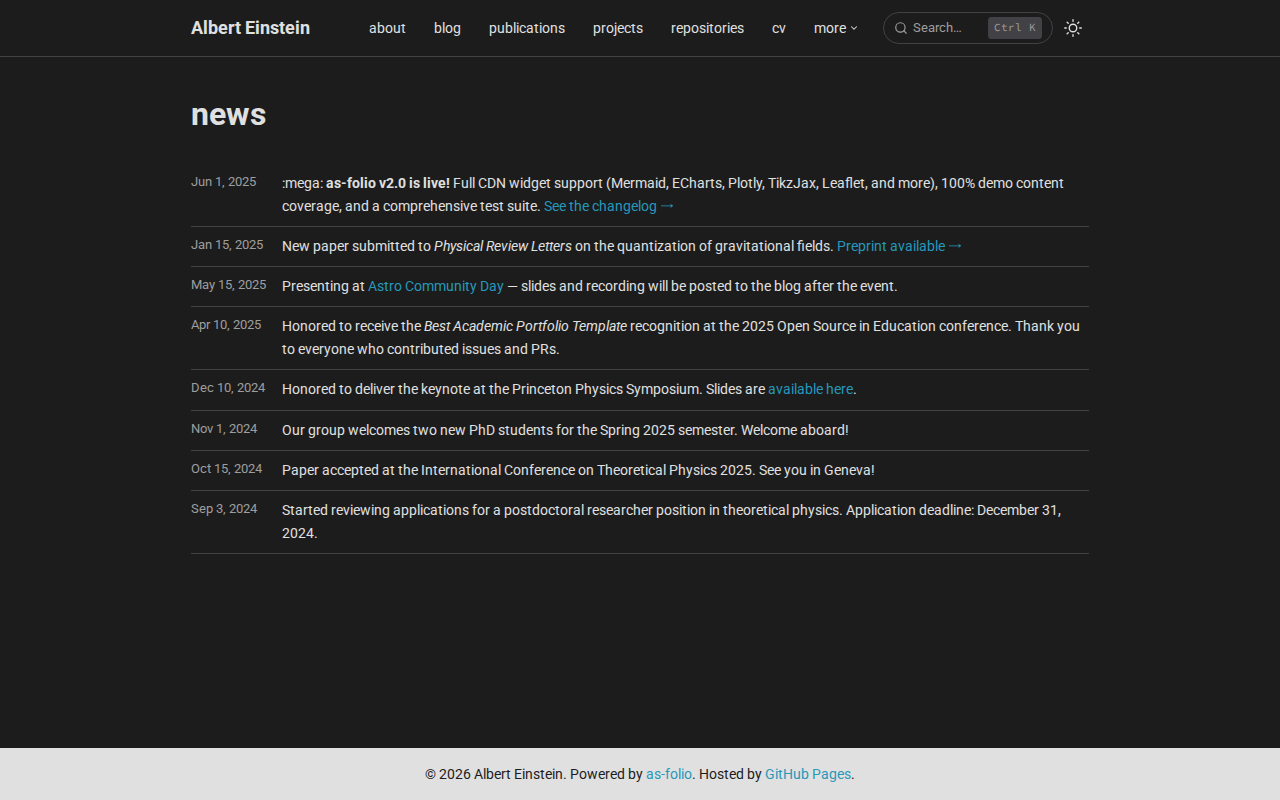 Albert Einstein about blog publications projects repositories cv more Search... Ctrl K
news
Jun 1, 2025 :mega: as-folio v2.0 is live! Full CDN widget support (Mermaid, ECharts, Plotly, TikzJax, Leaflet, and more), 100% demo content
coverage, and a comprehensive test suite. See the changelog →
Jan 15, 2025 New paper submitted to Physical Review Letters on the quantization of gravitational fields. Preprint available →
May 15, 2025 Presenting at Astro Community Day — slides and recording will be posted to the blog after the event.
Apr 10, 2025 Honored to receive the Best Academic Portfolio Template recognition at the 2025 Open Source in Education conference. Thank you
to everyone who contributed issues and PRs.
Dec 10, 2024 Honored to deliver the keynote at the Princeton Physics Symposium. Slides are available here.
Nov 1, 2024 Our group welcomes two new PhD students for the Spring 2025 semester. Welcome aboard!
Oct 15, 2024 Paper accepted at the International Conference on Theoretical Physics 2025. See you in Geneva!
Sep 3, 2024 Started reviewing applications for a postdoctoral researcher position in theoretical physics. Application deadline: December 31,
2024.
© 2026 Albert Einstein. Powered by as-folio. Hosted by GitHub Pages.